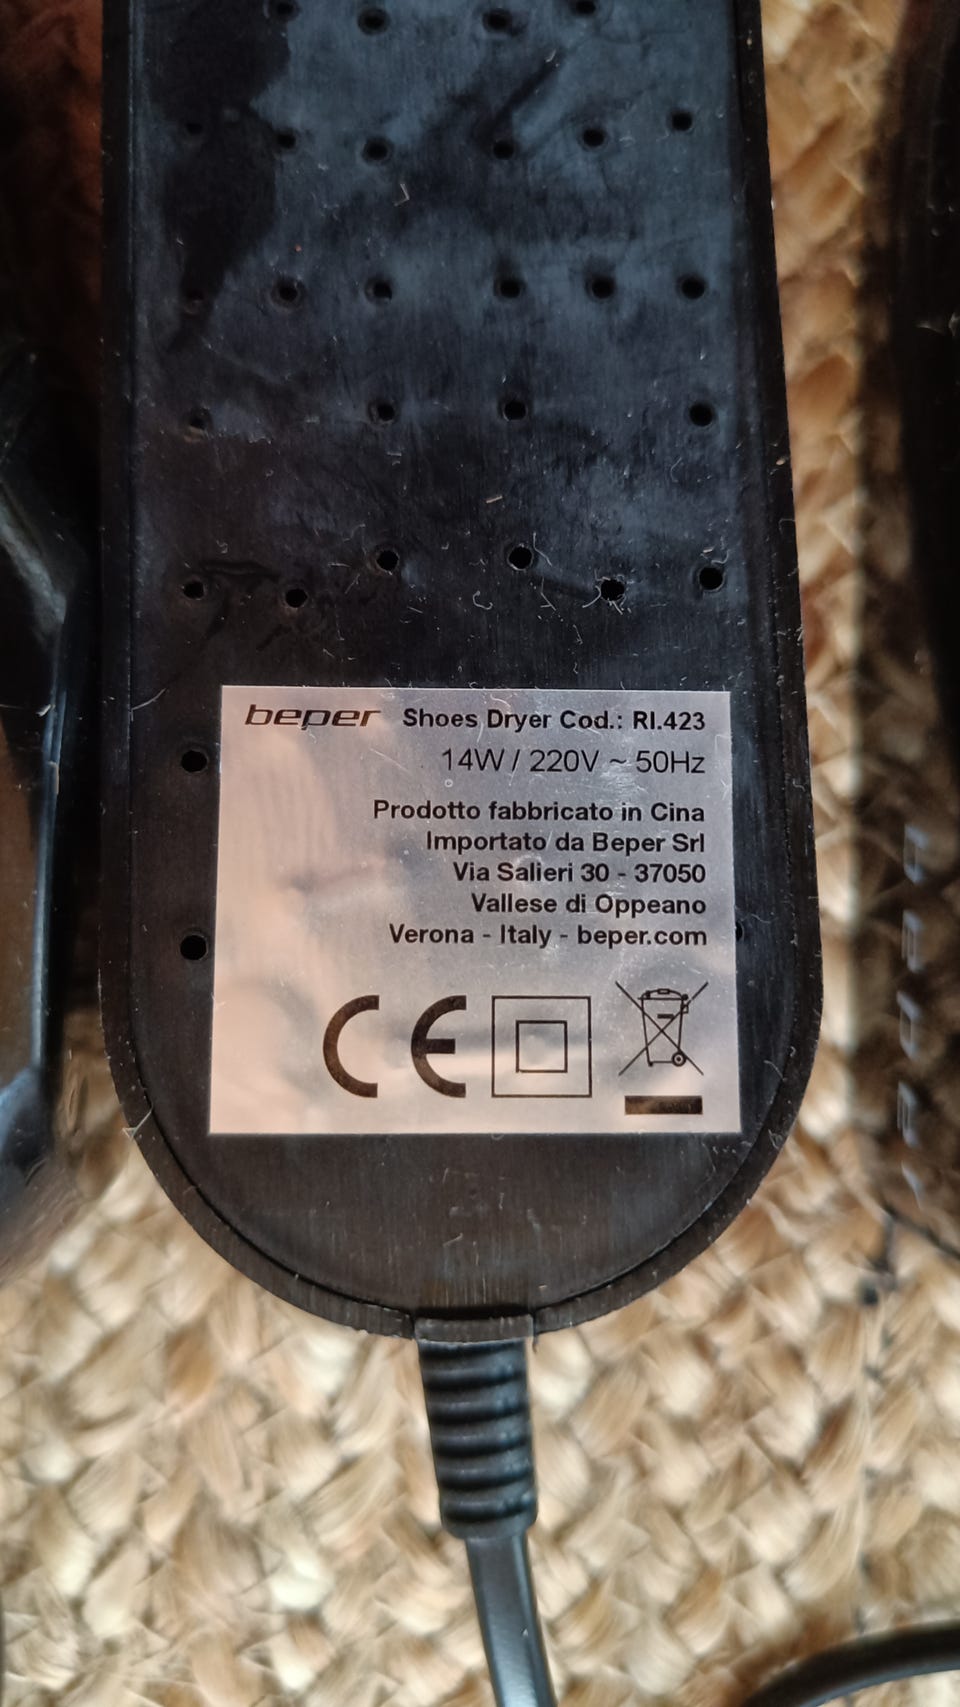 beper Shoes Dryer Cod.: RI.423
14W / 220V ~ 50Hz
Prodotto fabbricato in Cina
Importato da Beper Srl
Via Salieri 30 - 37050
Vallese di Oppeano
Verona - Italy - beper.com
CE